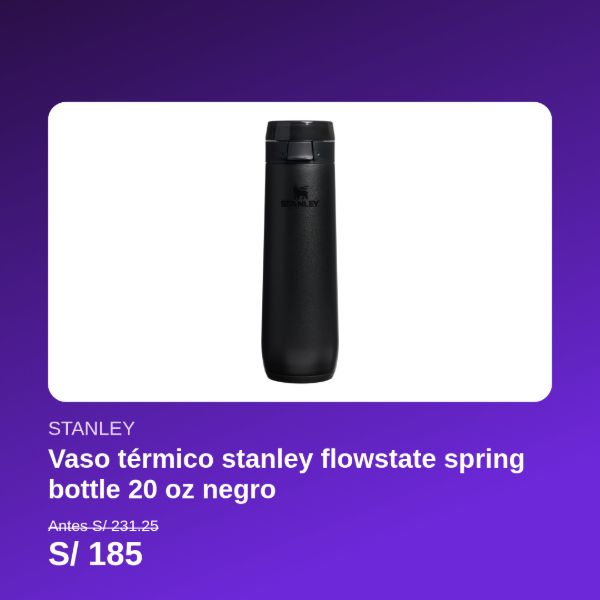 STANLEY
STANLEY
Vaso térmico stanley flowstate spring
bottle 20 oz negro
Antes S/ 231.25
S/ 185